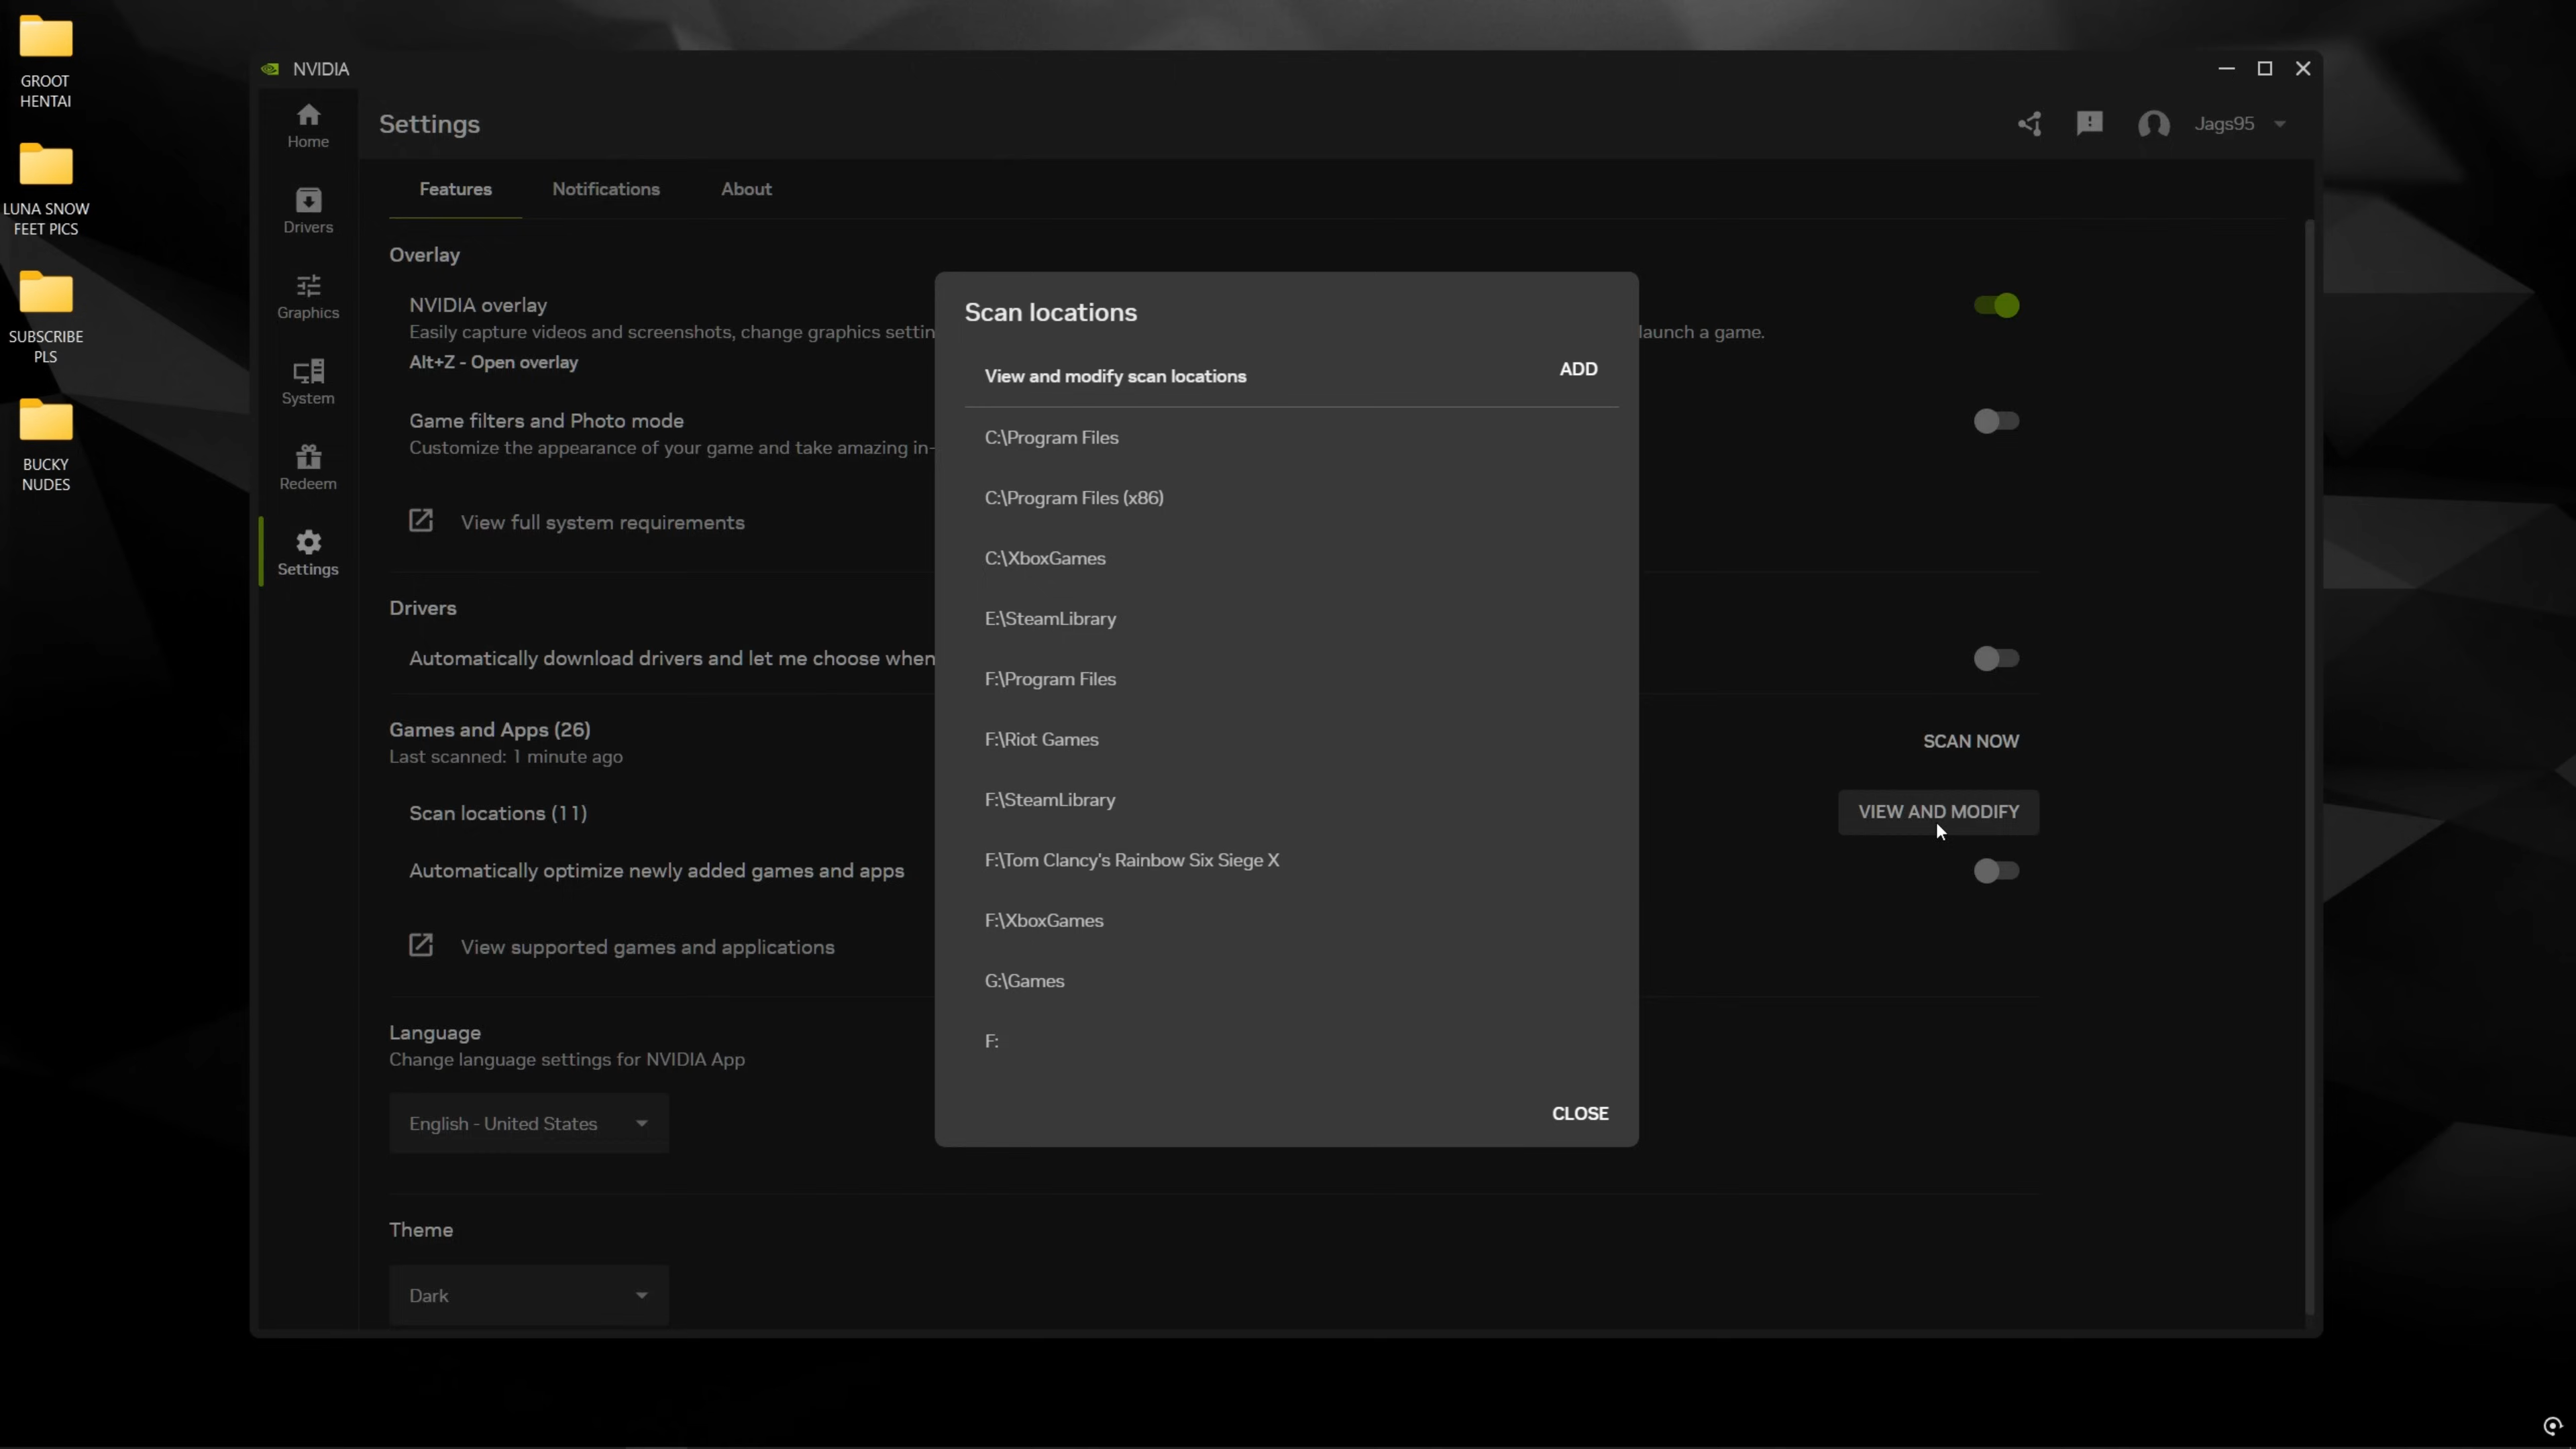 GROOT
HENTAI
LUNA SNOW
FEET PICS
SUBSCRIBE
PLS
BUCKY
NUDES
NVIDIA
Home
Drivers
Graphics
System
Redeem
Settings
Settings
Jags95
Features
Notifications
About
Overlay
NVIDIA overlay
Easily capture videos and screenshots, change graphics settin
launch a game.
Alt+Z - Open overlay
Game filters and Photo mode
Customize the appearance of your game and take amazing in-
View full system requirements
Drivers
Automatically download drivers and let me choose when
Games and Apps (26)
Last scanned: 1 minute ago
SCAN NOW
Scan locations (11)
VIEW AND MODIFY
Automatically optimize newly added games and apps
View supported games and applications
Language
Change language settings for NVIDIA App
English - United States
Theme
Dark
Scan locations
View and modify scan locations
ADD
C:\Program Files
C:\Program Files (x86)
C:\XboxGames
E:\SteamLibrary
F:\Program Files
F:\Riot Games
F:\SteamLibrary
F:\Tom Clancy's Rainbow Six Siege X
F:\XboxGames
G:\Games
F:
CLOSE